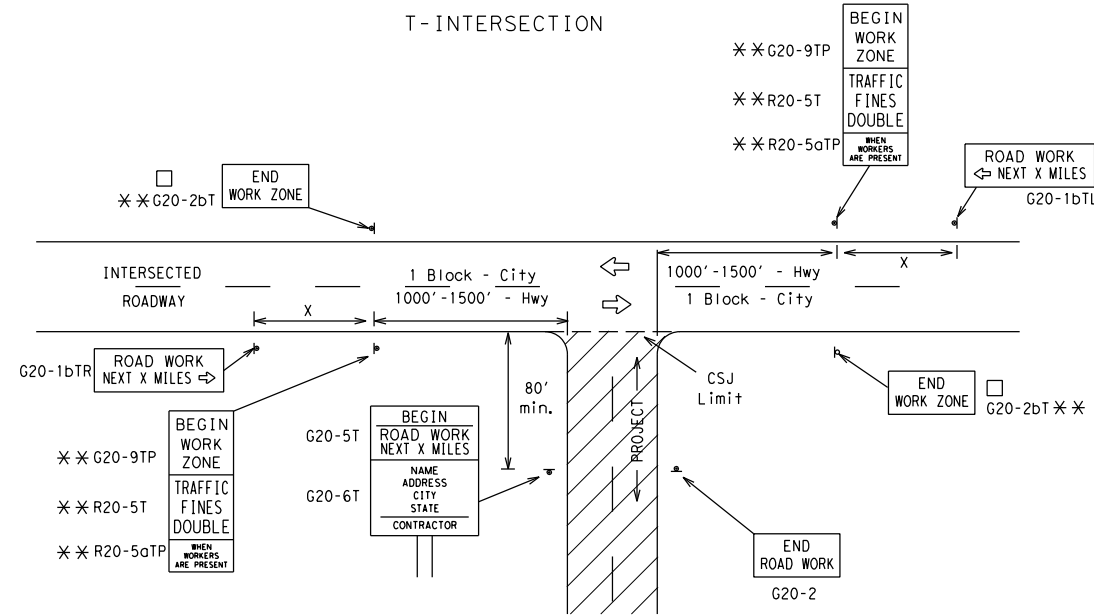 T-INTERSECTION
BEGIN
WORK
ZONE
TRAFFIC
FINES
DOUBLE
WHEN
WORKERS
ARE PRESENT
**G20-9TP
**R20-5T
**R20-5aTP
ROAD WORK
⇦ NEXT X MILES
G20-1bTL
END
WORK ZONE
□
**G20-2bT
INTERSECTED
ROADWAY
1 Block - City
1000'-1500' - Hwy
1000'-1500' - Hwy
1 Block - City
X
X
G20-1bTR
ROAD WORK
NEXT X MILES ⇨
80'
min.
CSJ
Limit
PROJECT
END
WORK ZONE
□
G20-2bT **
BEGIN
WORK
ZONE
TRAFFIC
FINES
DOUBLE
WHEN
WORKERS
ARE PRESENT
**G20-9TP
**R20-5T
**R20-5aTP
G20-5T
BEGIN
ROAD WORK
NEXT X MILES
G20-6T
NAME
ADDRESS
CITY
STATE
CONTRACTOR
END
ROAD WORK
G20-2